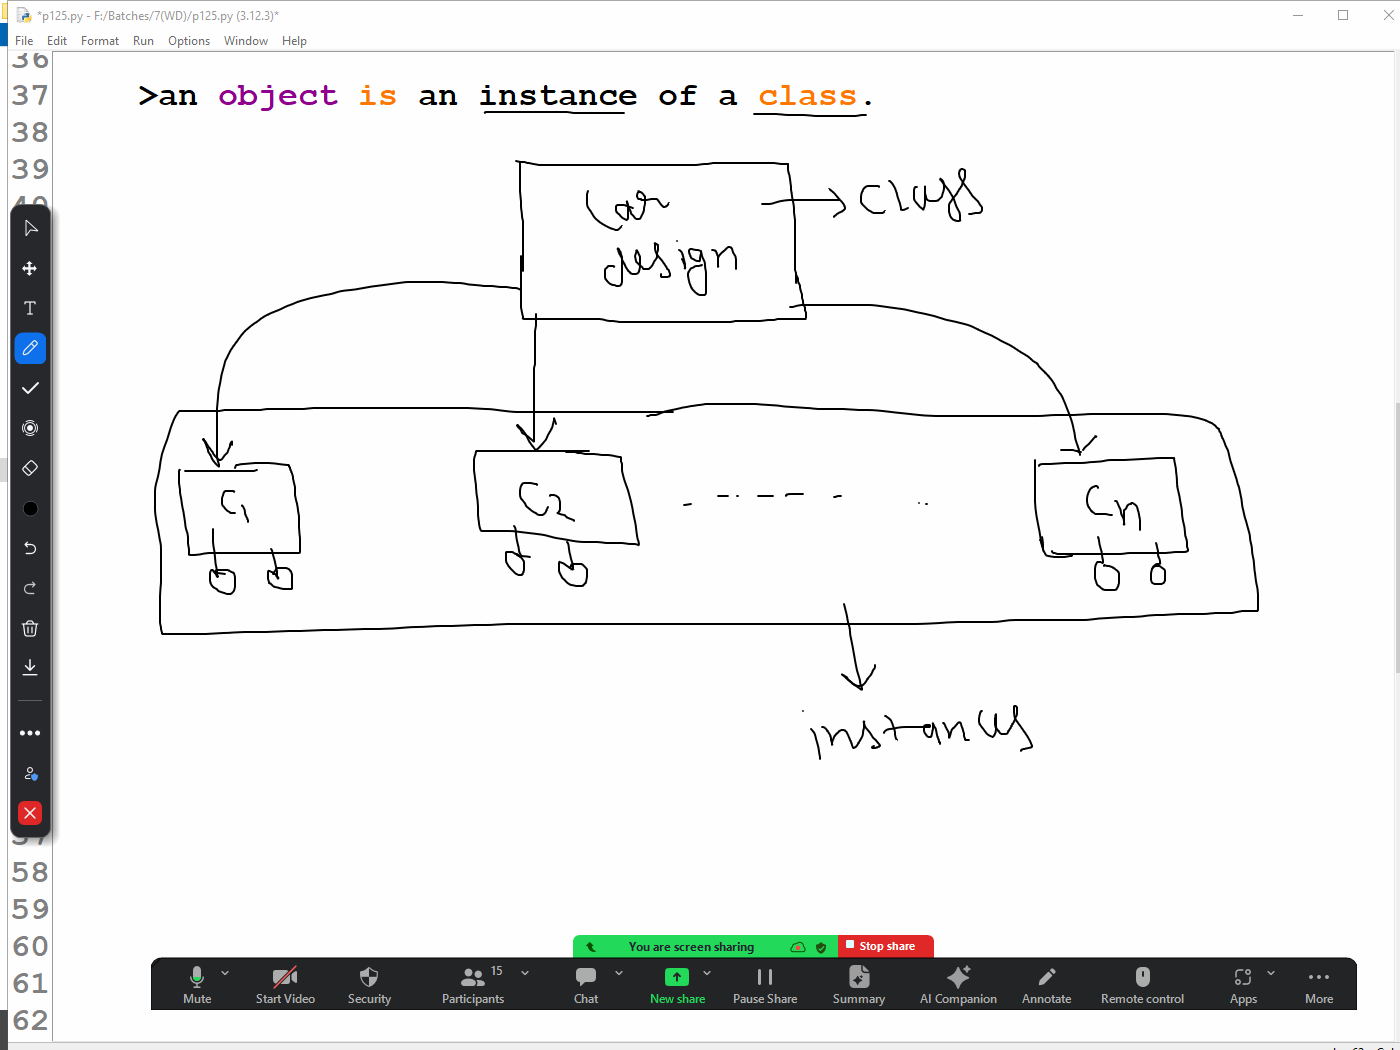 *p125.py - F:/Batches/7(WD)/p125.py (3.12.3)*
File Edit Format Run Options Window Help
36
37 >an object is an instance of a class.
38
39
40
Car design
class
C1 C2 Cn
instances
57
58
59
60
61
62
You are screen sharing Stop share
Mute Start Video Security Participants 15 Chat New share Pause Share Summary AI Companion Annotate Remote control Apps More